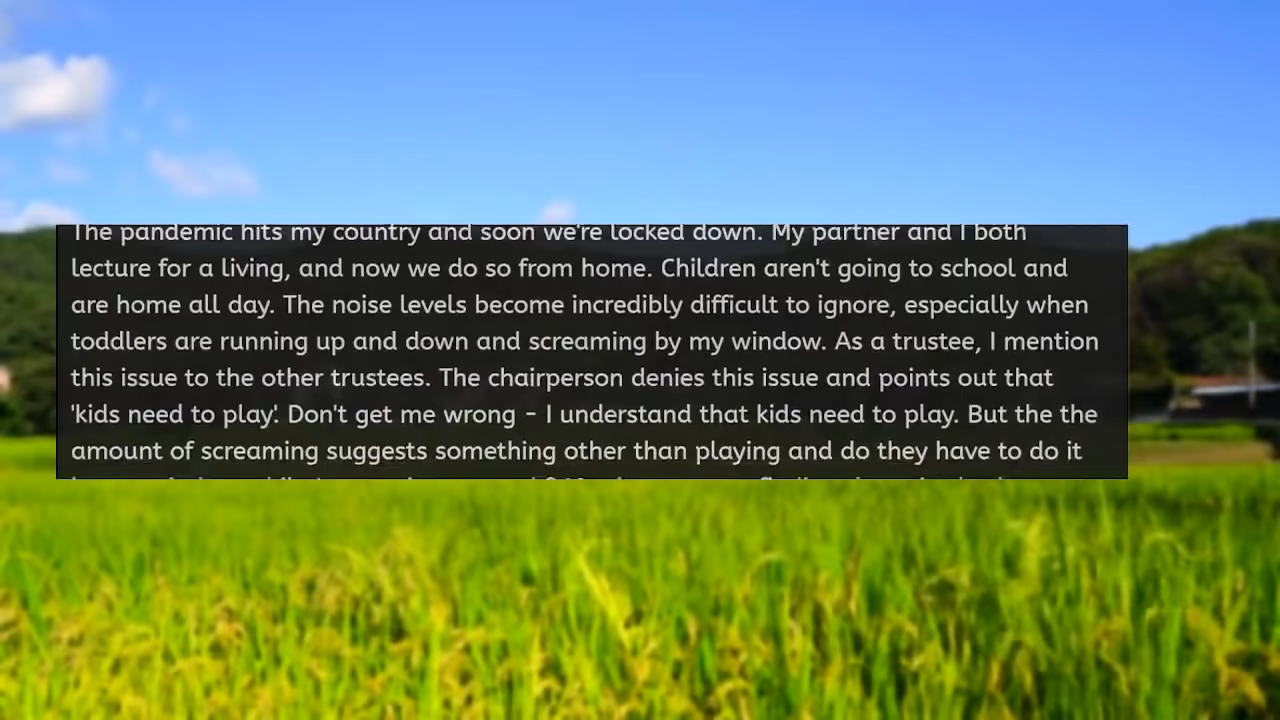 The pandemic hits my country and soon we're locked down. My partner and I both
lecture for a living, and now we do so from home. Children aren't going to school and
are home all day. The noise levels become incredibly difficult to ignore, especially when
toddlers are running up and down and screaming by my window. As a trustee, I mention
this issue to the other trustees. The chairperson denies this issue and points out that
'kids need to play'. Don't get me wrong - I understand that kids need to play. But the the
amount of screaming suggests something other than playing and do they have to do it